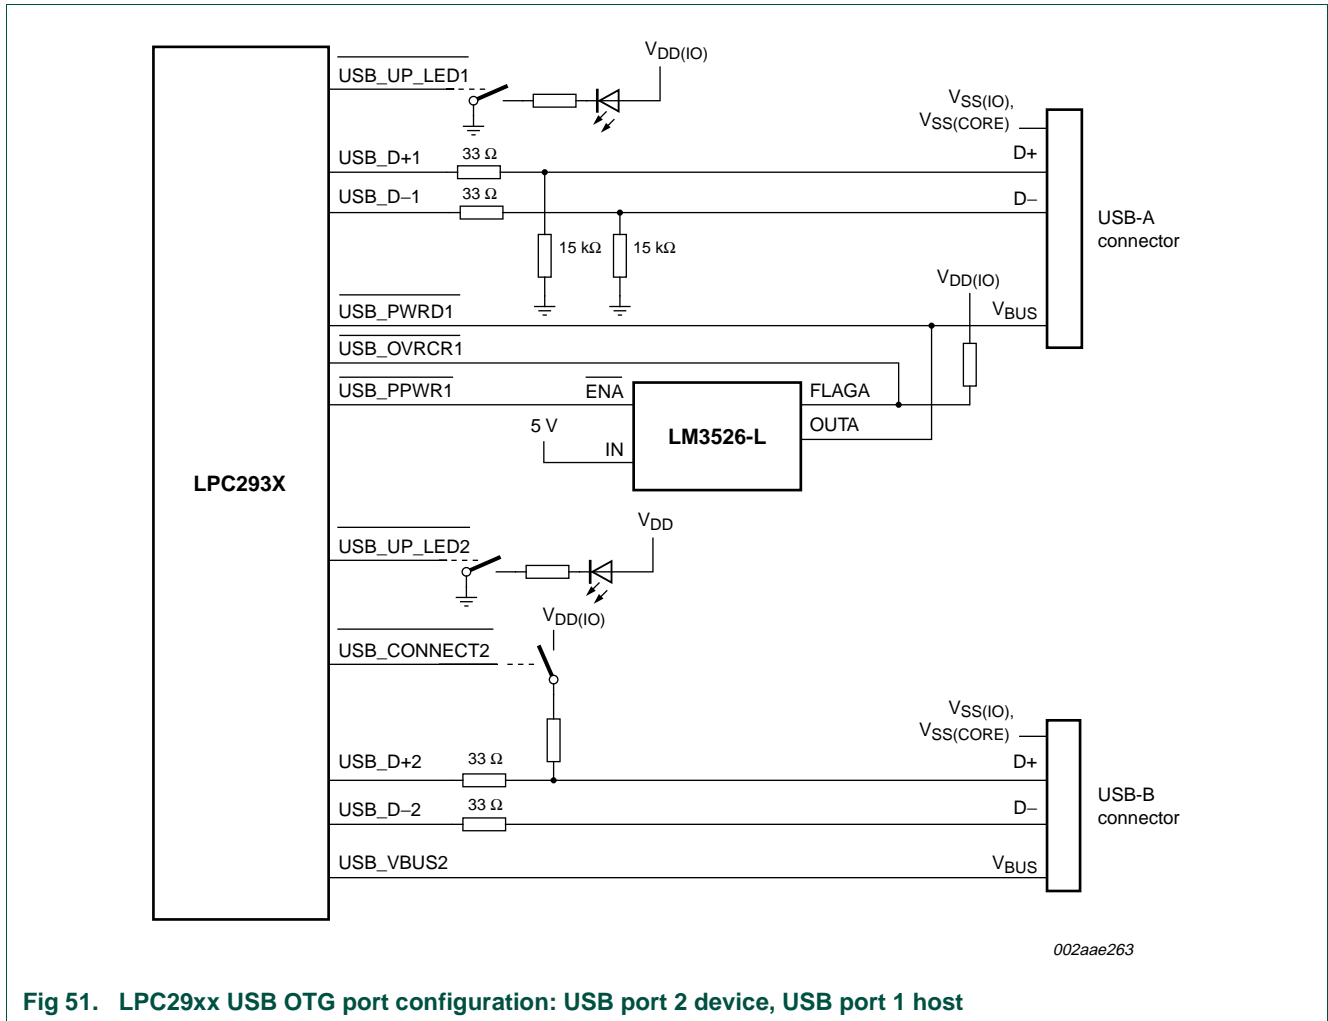 USB_UP_LED1
VDD(IO)
VSS(IO),
VSS(CORE)
USB_D+1
33 Ω
D+
USB_D−1
33 Ω
D−
USB-A
connector
15 kΩ
15 kΩ
VDD(IO)
USB_PWRD1
VBUS
USB_OVRCR1
USB_PPWR1
ENA
FLAGA
5 V
OUTA
IN
LM3526-L
LPC293X
USB_UP_LED2
VDD
VDD(IO)
USB_CONNECT2
VSS(IO),
VSS(CORE)
USB_D+2
33 Ω
D+
USB_D−2
33 Ω
D−
USB-B
connector
USB_VBUS2
VBUS
002aae263
Fig 51. LPC29xx USB OTG port configuration: USB port 2 device, USB port 1 host